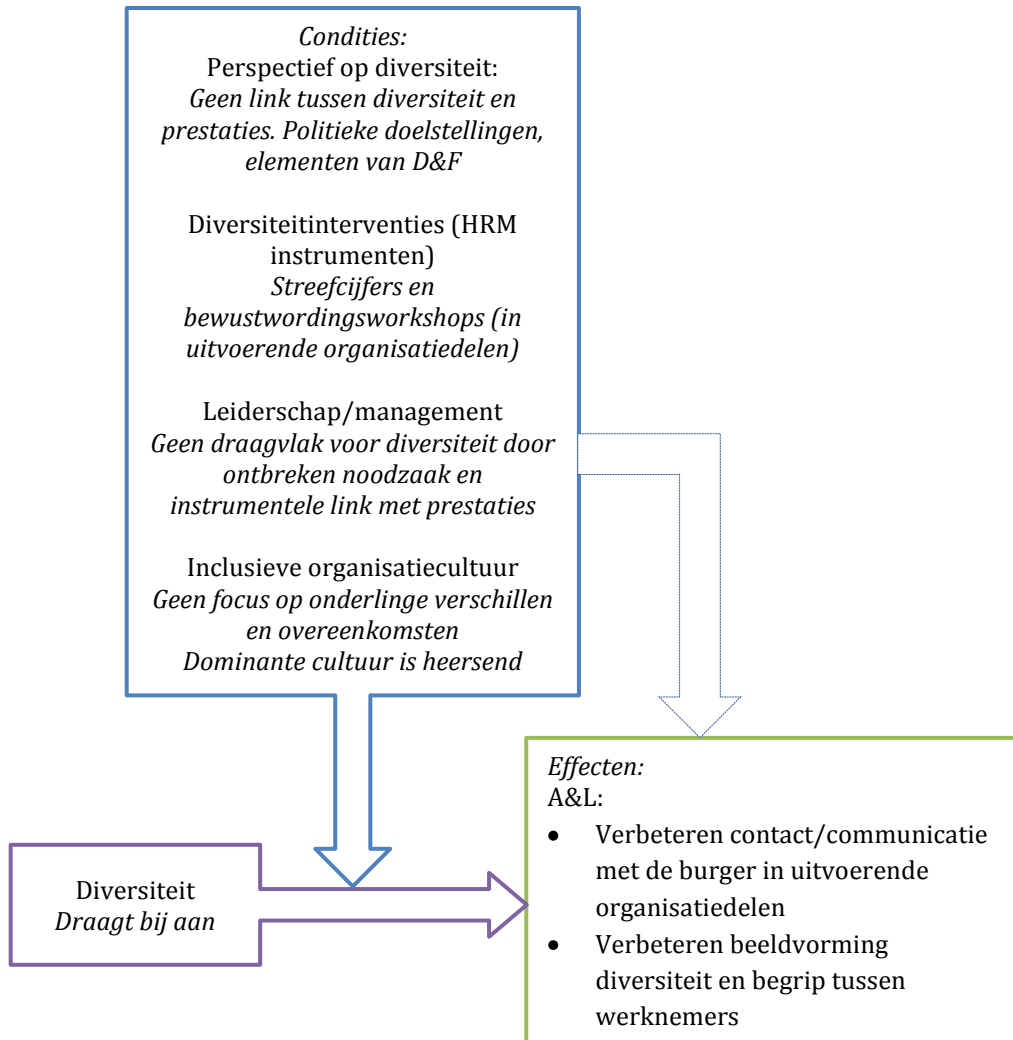 Condities:
Perspectief op diversiteit:
Geen link tussen diversiteit en
prestaties. Politieke doelstellingen,
elementen van D&F
Diversiteitinterventies (HRM
instrumenten)
Streefcijfers en
bewustwordingsworkshops (in
uitvoerende organisatiedelen)
Leiderschap/management
Geen draagvlak voor diversiteit door
ontbreken noodzaak en
instrumentele link met prestaties
Inclusieve organisatiecultuur
Geen focus op onderlinge verschillen
en overeenkomsten
Dominante cultuur is heersend
Diversiteit
Draagt bij aan
Effecten:
A&L:
• Verbeteren contact/communicatie
met de burger in uitvoerende
organisatiedelen
• Verbeteren beeldvorming
diversiteit en begrip tussen
werknemers